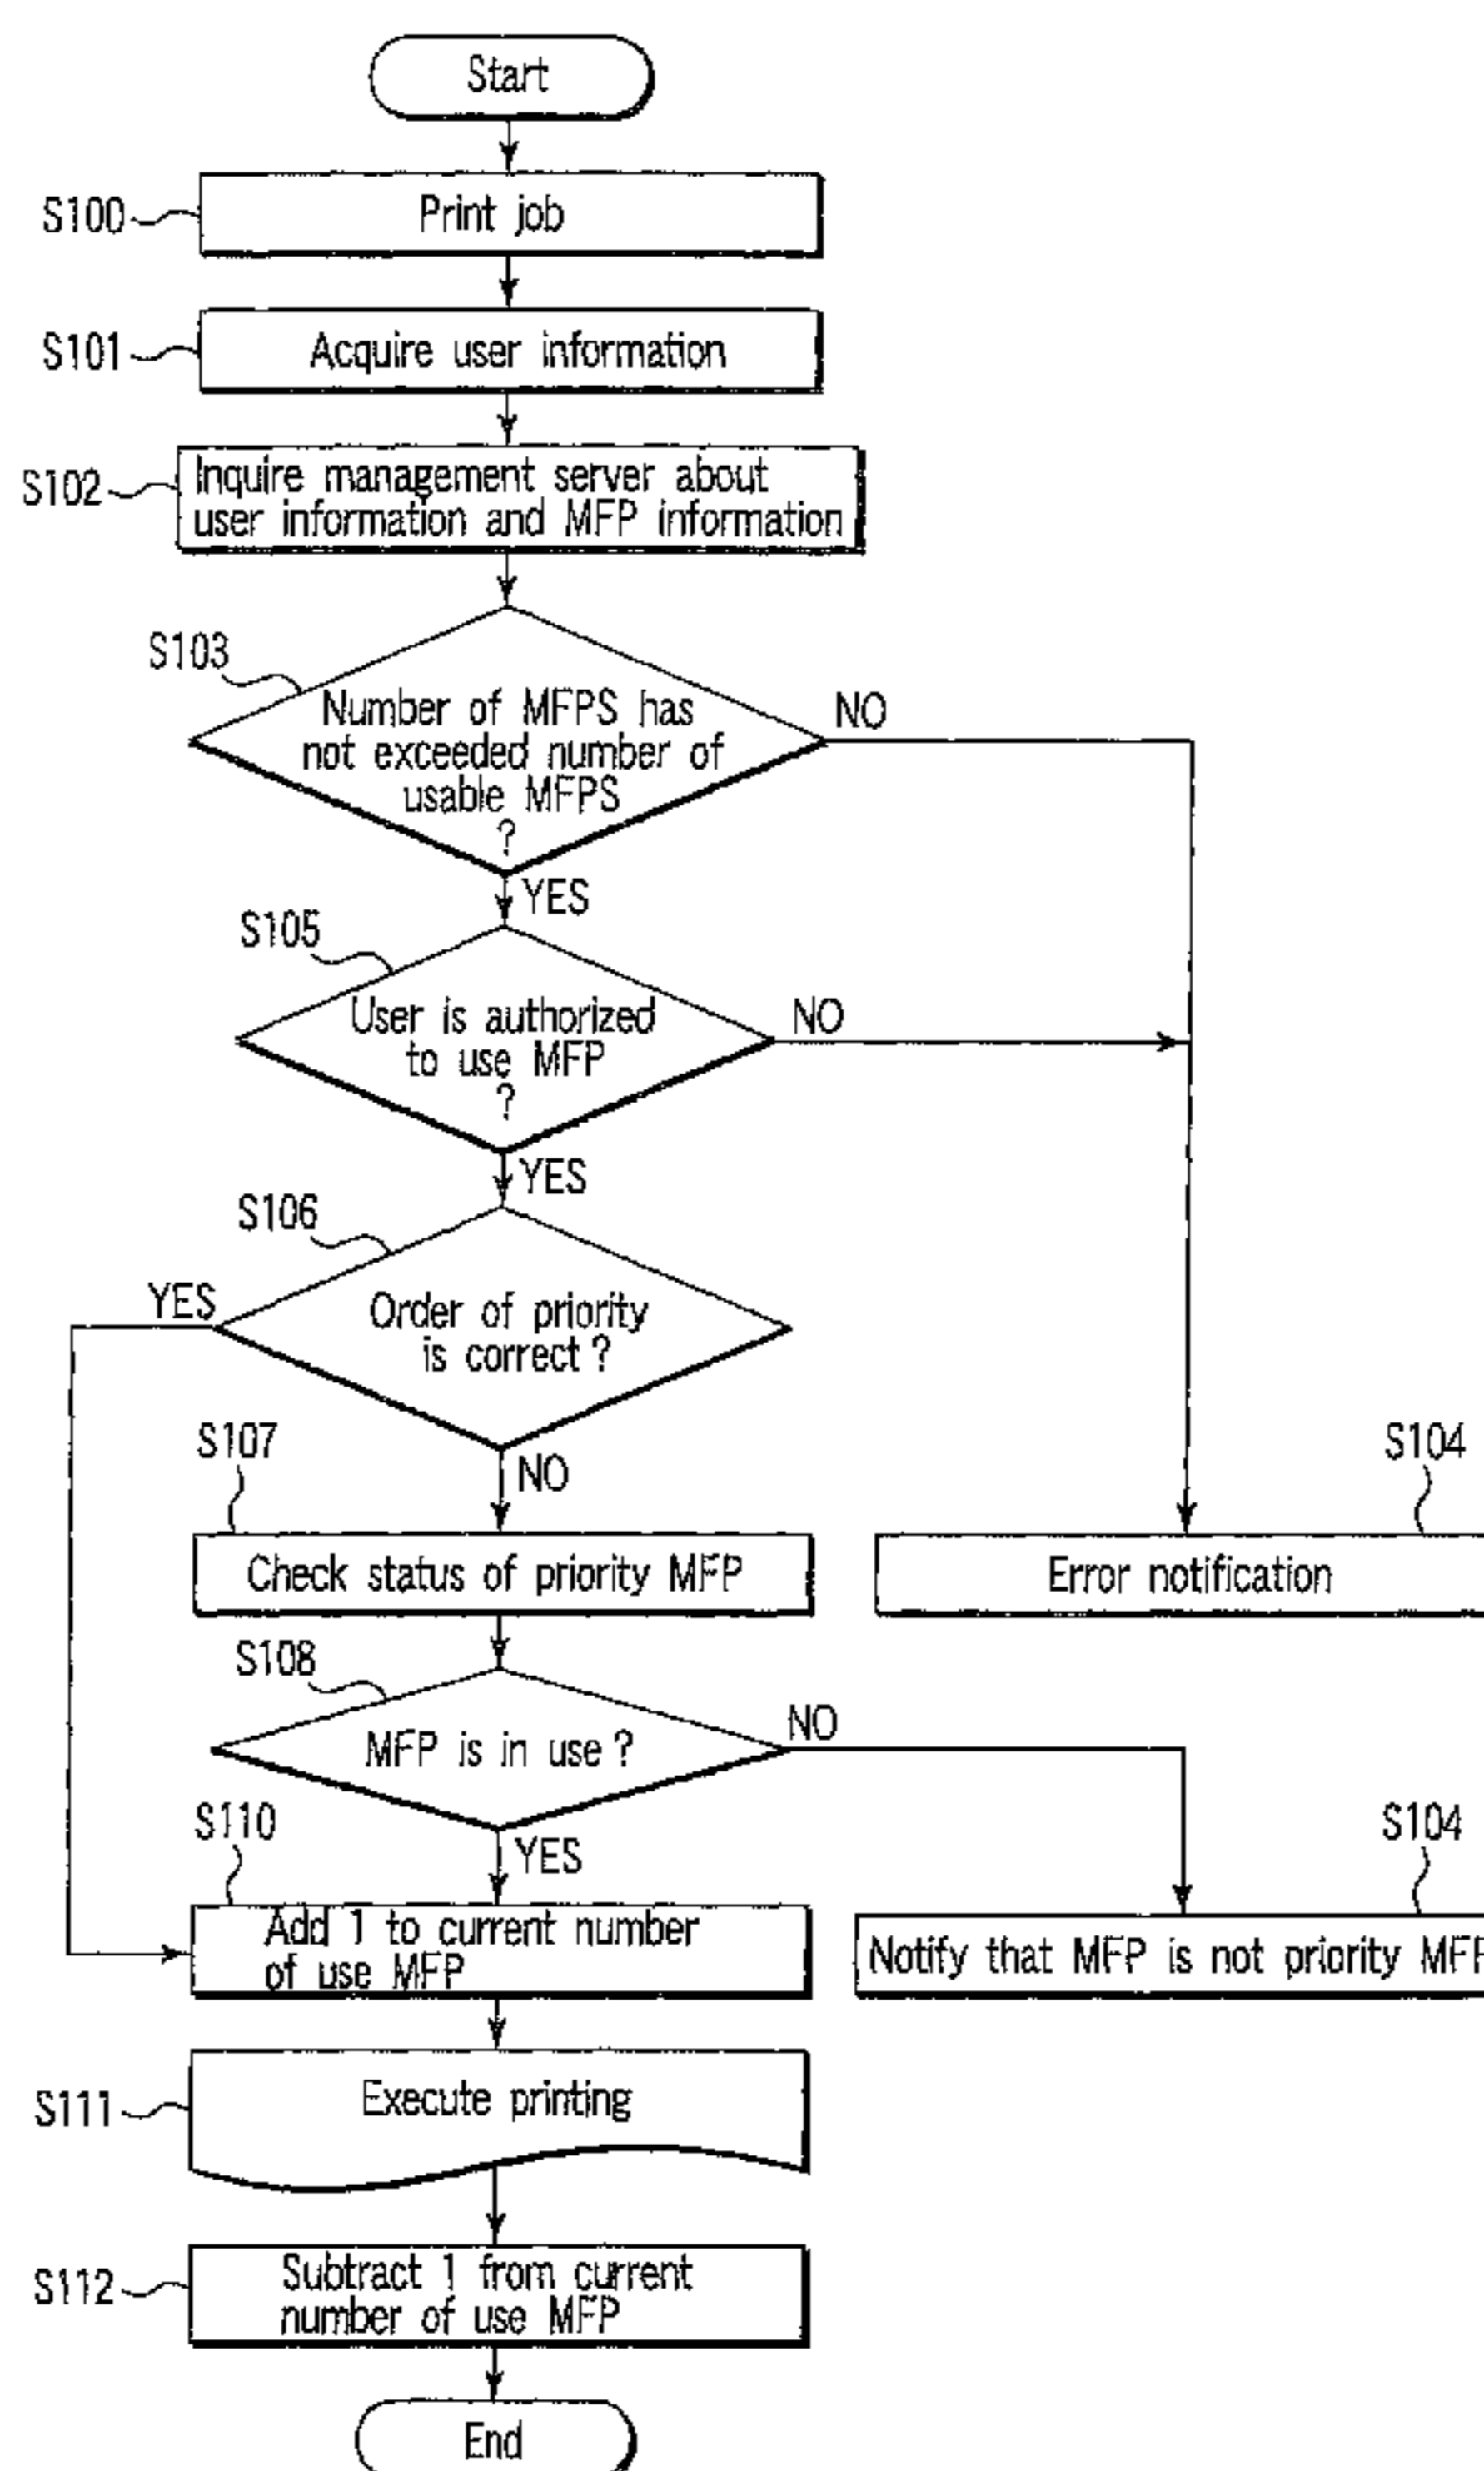 Start
S100
Print job
S101
Acquire user information
S102
Inquire management server about
user information and MFP information
S103
Number of MFPS has
not exceeded number of
usable MFPS
?
NO
YES
S105
User is authorized
to use MFP
?
NO
YES
S106
YES
Order of priority
is correct ?
NO
S107
Check status of priority MFP
S104
Error notification
S108
MFP is in use ?
NO
YES
S110
Add 1 to current number
of use MFP
S104
Notify that MFP is not priority MFP
S111
Execute printing
S112
Subtract 1 from current
number of use MFP
End